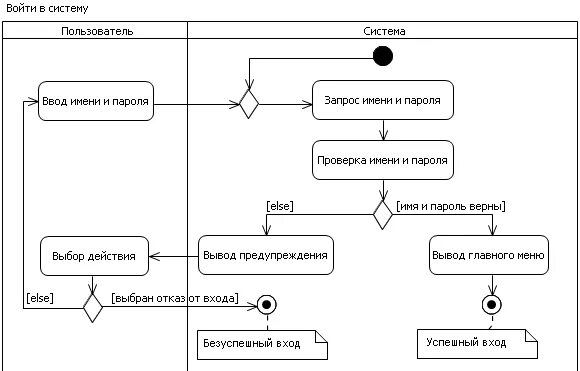 Войти в систему
Пользователь
Система
Ввод имени и пароля
Запрос имени и пароля
Проверка имени и пароля
[else]
[имя и пароль верны]
Выбор действия
Вывод предупреждения
Вывод главного меню
[else]
[выбран отказ от входа]
Безуспешный вход
Успешный вход